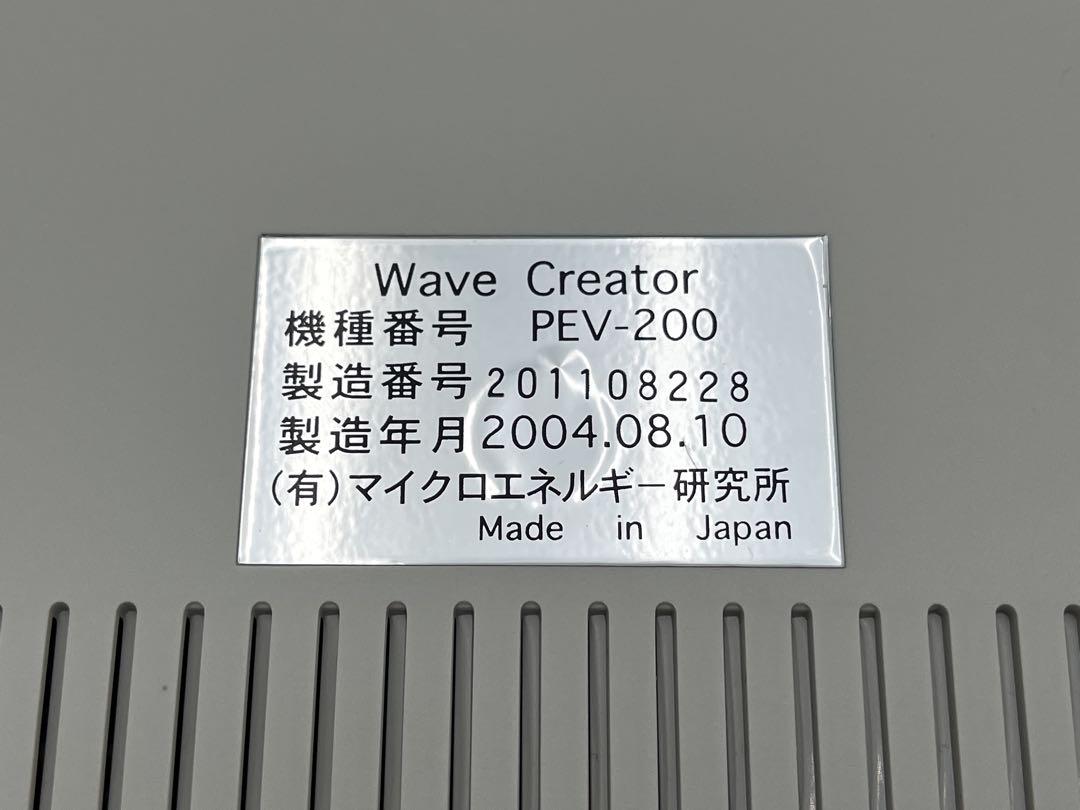 Wave Creator
機種番号 PEV-200
製造番号 201108228
製造年月 2004.08.10
(有)マイクロエネルギー研究所
Made in Japan